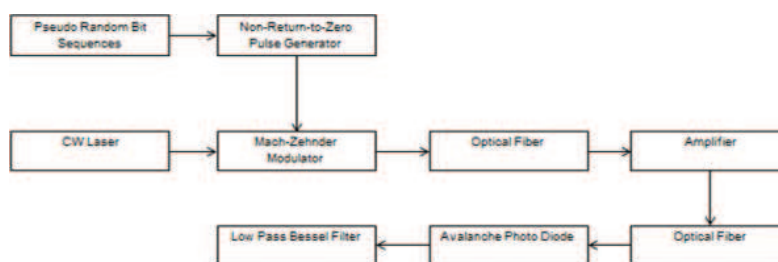 Pseudo Random Bit
Sequences
Non-Return-to-Zero
Pulse Generator
CW Laser
Mach-Zehnder
Modulator
Optical Fiber
Amplifier
Low Pass Bessel Filter
Avalanche Photo Diode
Optical Fiber